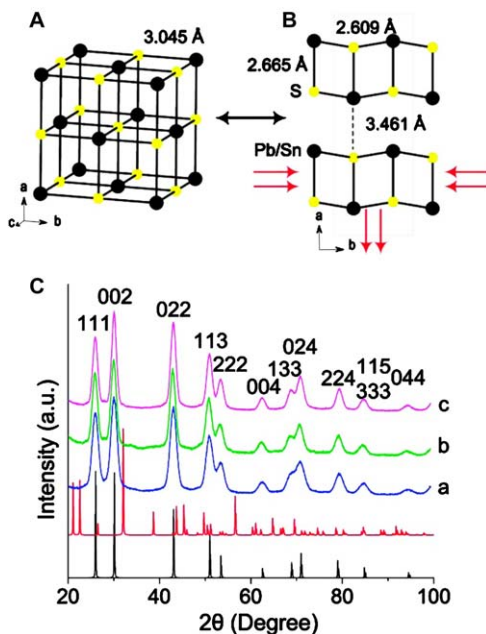 A
3.045 Å
a
c
b
B
2.609 Å
2.665 Å
S
3.461 Å
Pb/Sn
a
b
C
111
002
022
113
222
004
133
024
224
115
333
044
c
b
a
Intensity (a.u.)
20 40 60 80 100
2θ (Degree)